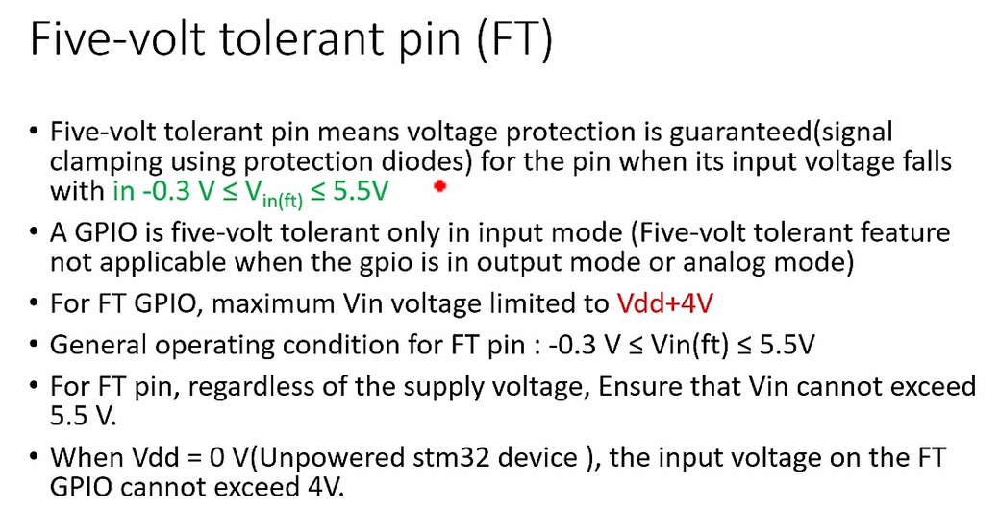 Five-volt tolerant pin (FT)
• Five-volt tolerant pin means voltage protection is guaranteed(signal
clamping using protection diodes) for the pin when its input voltage falls
with in -0.3 V ≤ Vin(ft) ≤ 5.5V
• A GPIO is five-volt tolerant only in input mode (Five-volt tolerant feature
not applicable when the gpio is in output mode or analog mode)
• For FT GPIO, maximum Vin voltage limited to Vdd+4V
• General operating condition for FT pin : -0.3 V ≤ Vin(ft) ≤ 5.5V
• For FT pin, regardless of the supply voltage, Ensure that Vin cannot exceed
5.5 V.
• When Vdd = 0 V(Unpowered stm32 device ), the input voltage on the FT
GPIO cannot exceed 4V.